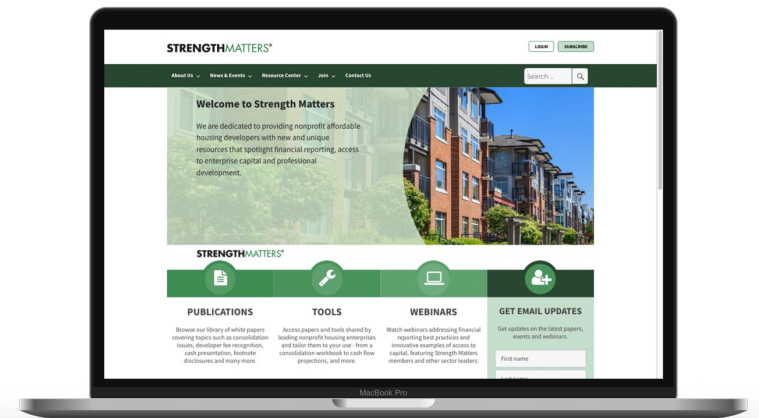 STRENGTHMATTERS®
LOGIN
SUBSCRIBE
About Us
News & Events
Resource Center
Join
Contact Us
Search ...
Welcome to Strength Matters
We are dedicated to providing nonprofit affordable
housing developers with new and unique
resources that spotlight financial reporting, access
to enterprise capital and professional
development.
STRENGTHMATTERS®
PUBLICATIONS
Browse our library of white papers
covering topics such as consolidation
issues, developer fee recognition,
cash presentation, footnote
disclosures and many more.
TOOLS
Access papers and tools shared by
leading nonprofit housing enterprises
and tailor them to your use - from a
consolidation workbook to cash flow
projections, and more.
WEBINARS
Watch webinars addressing financial
reporting best practices and
innovative examples of access to
capital, featuring Strength Matters
members and other sector leaders.
GET EMAIL UPDATES
Get updates on the latest papers,
events and webinars.
First name
Last name
MacBook Pro